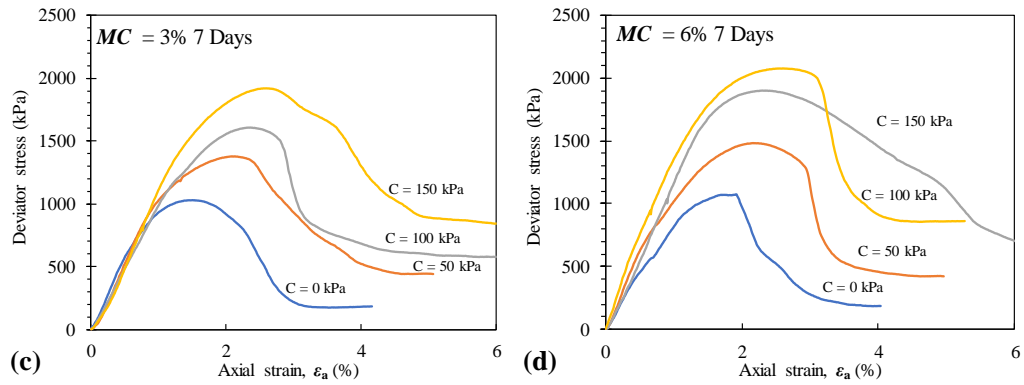 MC = 3% 7 Days
2500
2000
1500
1000
500
0
Deviator stress (kPa)
C = 150 kPa
C = 100 kPa
C = 50 kPa
C = 0 kPa
0 2 4 6
Axial strain, εa (%)
(c)
MC = 6% 7 Days
2500
2000
1500
1000
500
0
Deviator stress (kPa)
C = 150 kPa
C = 100 kPa
C = 50 kPa
C = 0 kPa
0 2 4 6
Axial strain, εa (%)
(d)